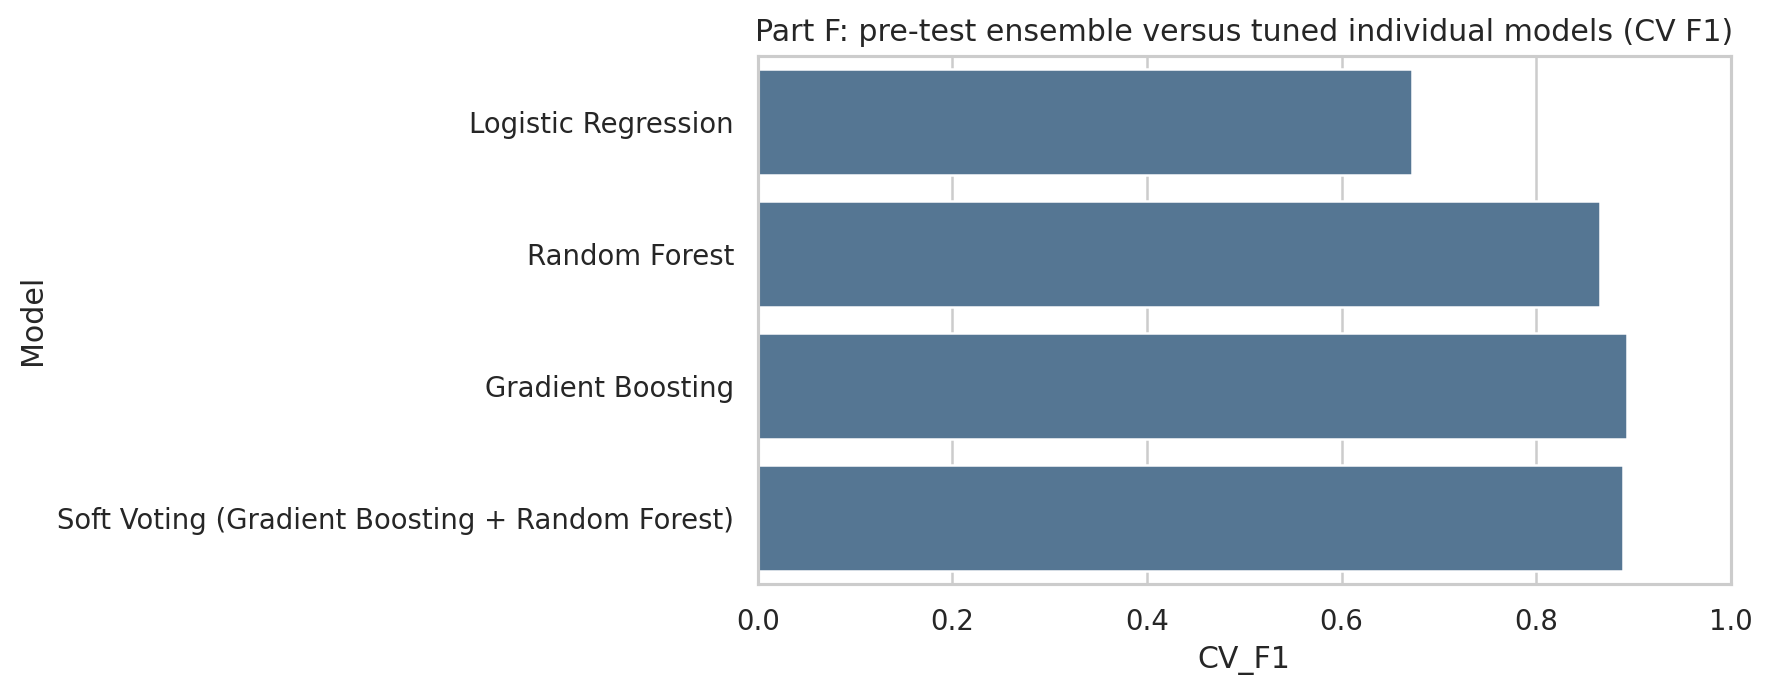 Part F: pre-test ensemble versus tuned individual models (CV F1)
Model
Logistic Regression
Random Forest
Gradient Boosting
Soft Voting (Gradient Boosting + Random Forest)
0.0 0.2 0.4 0.6 0.8 1.0
CV_F1